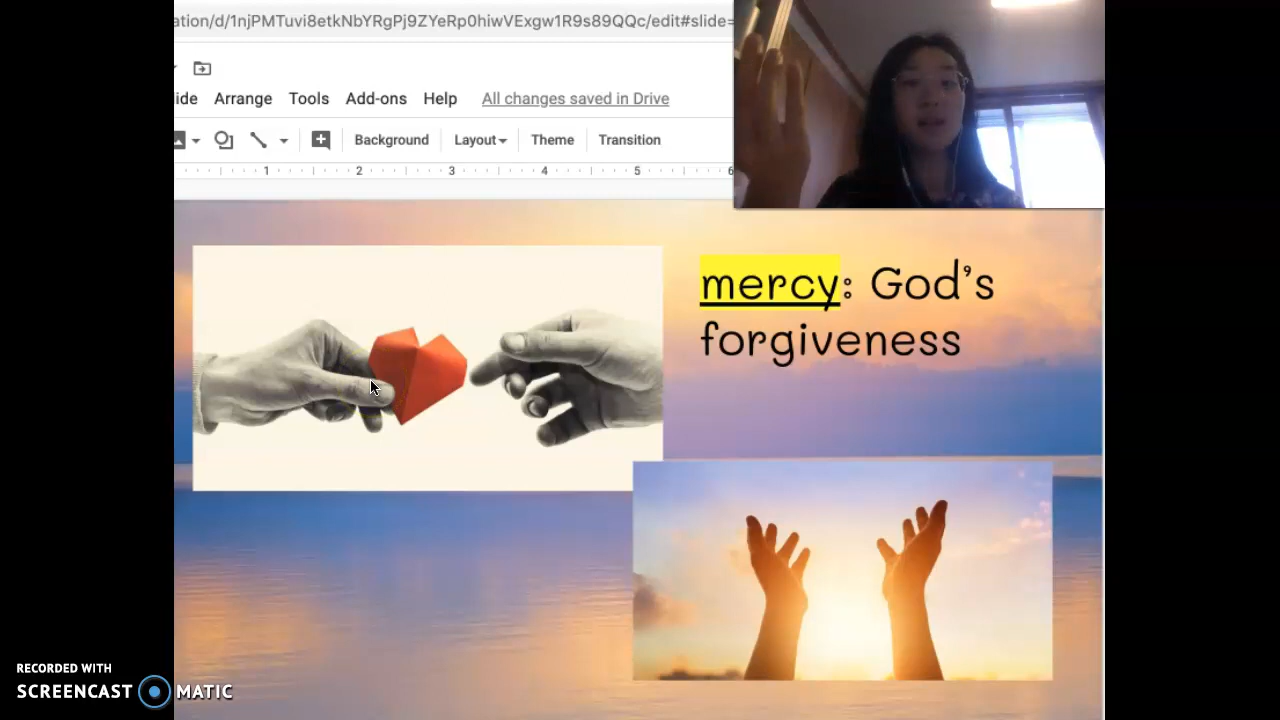 ation/d/1njPMTuvi8etkNbYRgPj9ZYeRp0hiwVExgw1R9s89QQc/edit#slide=
ide Arrange Tools Add-ons Help All changes saved in Drive
Background Layout Theme Transition
1 2 3 4 5 6
mercy: God's
forgiveness
RECORDED WITH
SCREENCAST MATIC